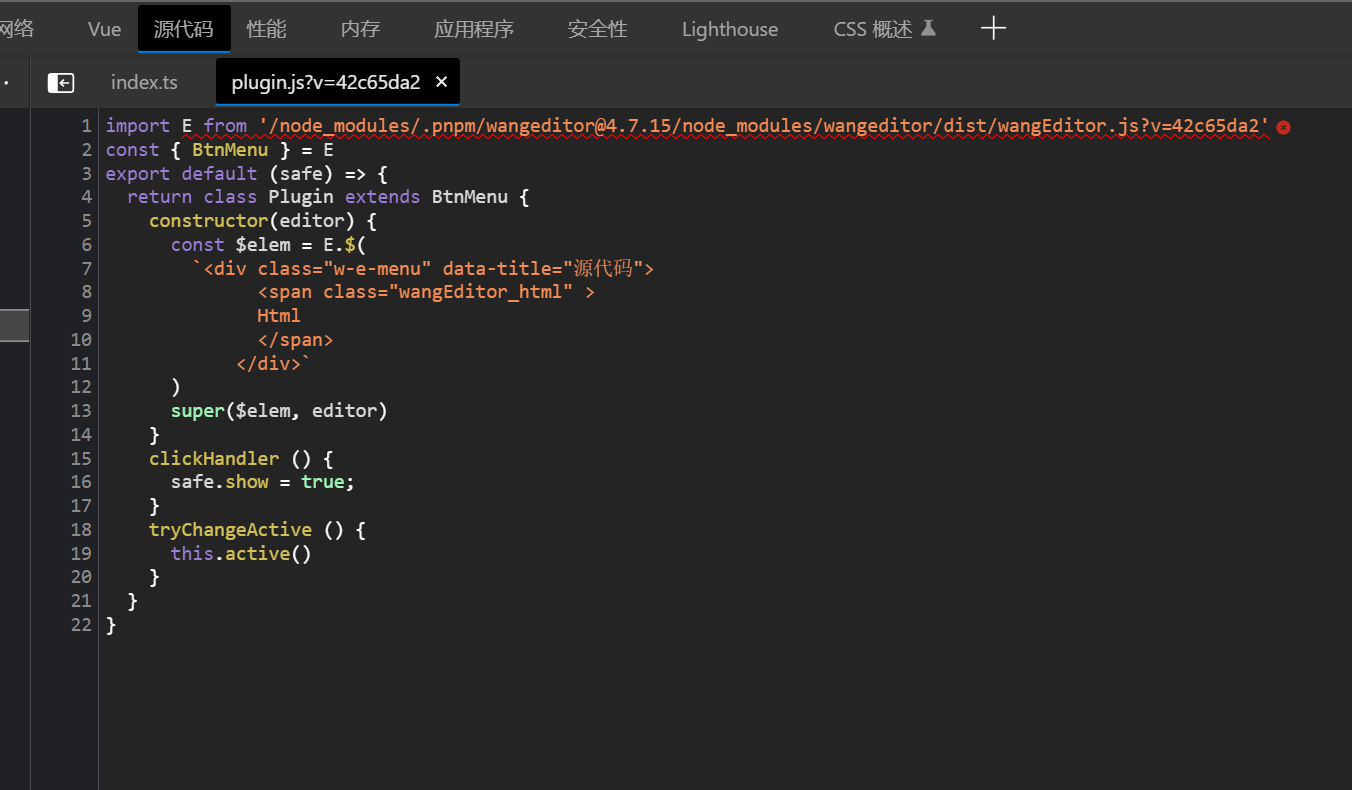 网络 Vue 源代码 性能 内存 应用程序 安全性 Lighthouse CSS 概述
index.ts plugin.js?v=42c65da2 ×
1 import E from '/node_modules/.pnpm/wangeditor@4.7.15/node_modules/wangeditor/dist/wangEditor.js?v=42c65da2'
2 const { BtnMenu } = E
3 export default (safe) => {
4   return class Plugin extends BtnMenu {
5     constructor(editor) {
6       const $elem = E.$(
7         `<div class="w-e-menu" data-title="源代码">
8               <span class="wangEditor_html" >
9               Html
10               </span>
11             </div>`
12       )
13       super($elem, editor)
14     }
15     clickHandler () {
16       safe.show = true;
17     }
18     tryChangeActive () {
19       this.active()
20     }
21   }
22 }